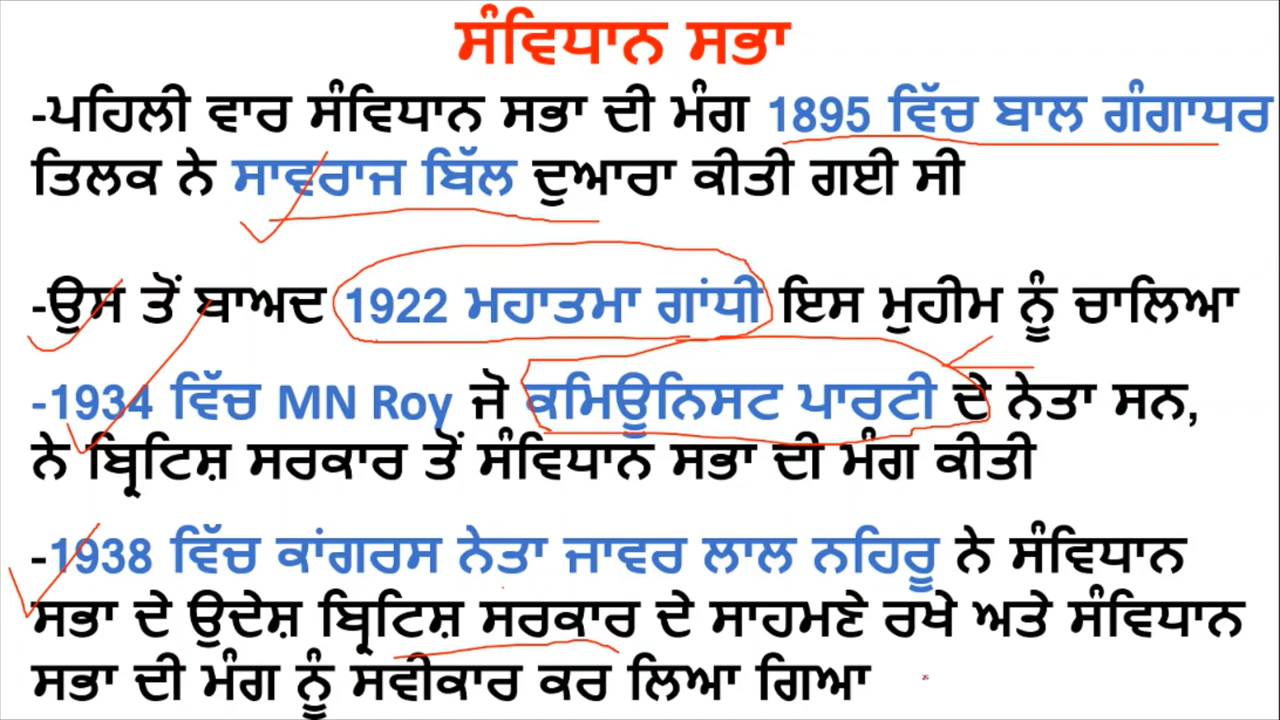 ਸੰਵਿਧਾਨ ਸਭਾ
-ਪਹਿਲੀ ਵਾਰ ਸੰਵਿਧਾਨ ਸਭਾ ਦੀ ਮੰਗ 1895 ਵਿੱਚ ਬਾਲ ਗੰਗਾਧਰ
ਤਿਲਕ ਨੇ ਸਾਵਰਾਜ ਬਿੱਲ ਦੁਆਰਾ ਕੀਤੀ ਗਈ ਸੀ
-ਉਸ ਤੋਂ ਬਾਅਦ 1922 ਮਹਾਤਮਾ ਗਾਂਧੀ ਇਸ ਮੁਹੀਮ ਨੂੰ ਚਾਲਿਆ
-1934 ਵਿੱਚ MN Roy ਜੋ ਕਮਿਊਨਿਸਟ ਪਾਰਟੀ ਦੇ ਨੇਤਾ ਸਨ,
ਨੇ ਬ੍ਰਿਟਿਸ਼ ਸਰਕਾਰ ਤੋਂ ਸੰਵਿਧਾਨ ਸਭਾ ਦੀ ਮੰਗ ਕੀਤੀ
-1938 ਵਿੱਚ ਕਾਂਗਰਸ ਨੇਤਾ ਜਾਵਰ ਲਾਲ ਨਹਿਰੂ ਨੇ ਸੰਵਿਧਾਨ
ਸਭਾ ਦੇ ਉਦੇਸ਼ ਬ੍ਰਿਟਿਸ਼ ਸਰਕਾਰ ਦੇ ਸਾਹਮਣੇ ਰਖੇ ਅਤੇ ਸੰਵਿਧਾਨ
ਸਭਾ ਦੀ ਮੰਗ ਨੂੰ ਸਵੀਕਾਰ ਕਰ ਲਿਆ ਗਿਆ